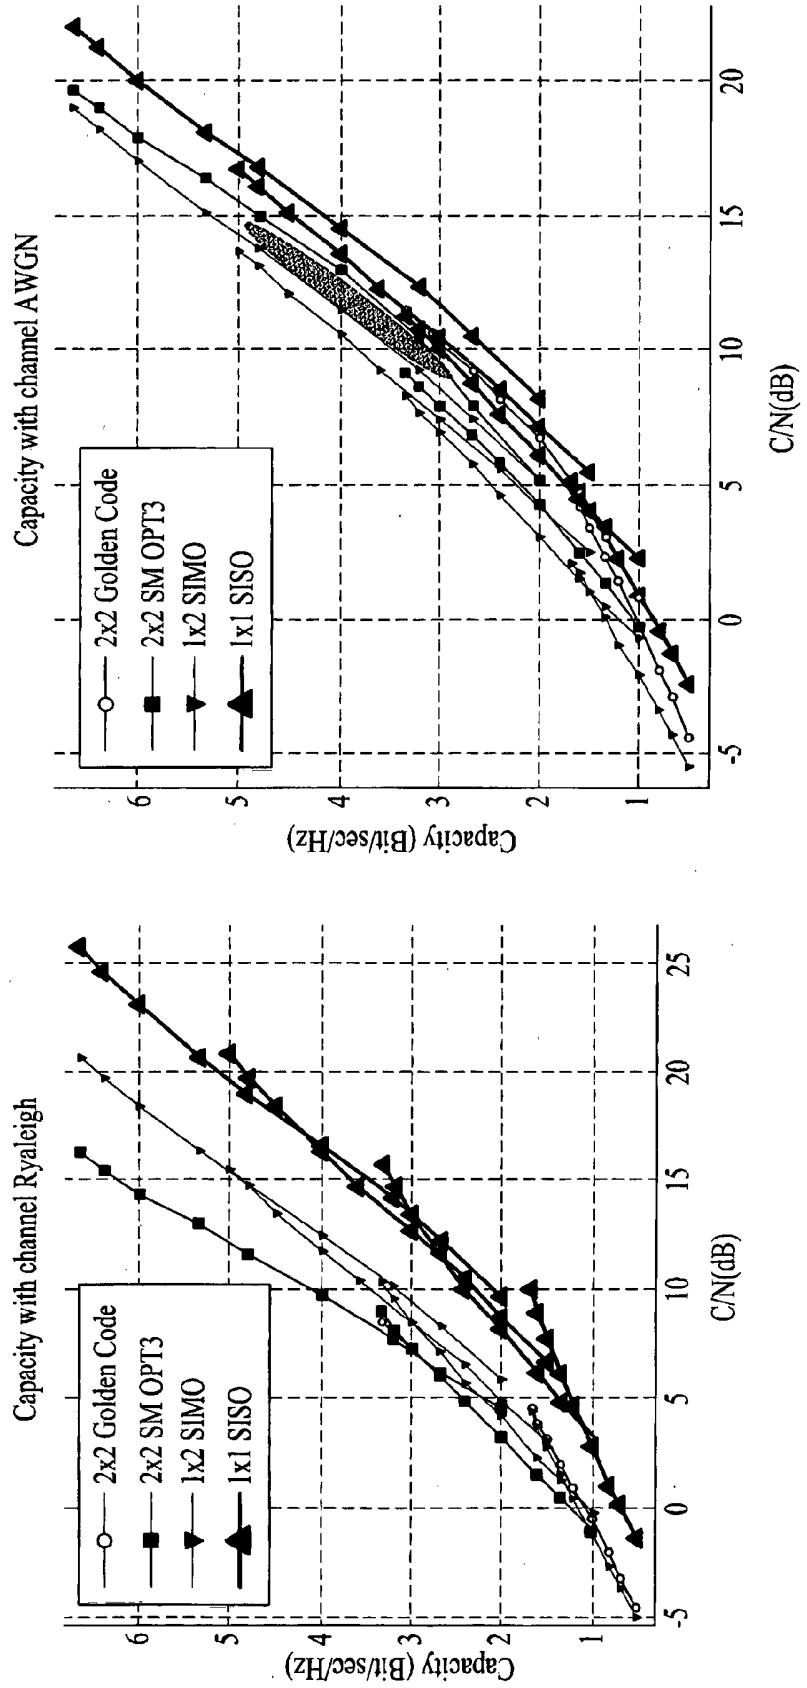 Capacity with channel Ryaleigh
2x2 Golden Code
2x2 SM OPT3
1x2 SIMO
1x1 SISO
Capacity (Bit/sec/Hz)
6
5
4
3
2
1
-5
0
5
10
15
20
25
C/N(dB)
Capacity with channel AWGN
2x2 Golden Code
2x2 SM OPT3
1x2 SIMO
1x1 SISO
Capacity (Bit/sec/Hz)
6
5
4
3
2
1
-5
0
5
10
15
20
C/N(dB)